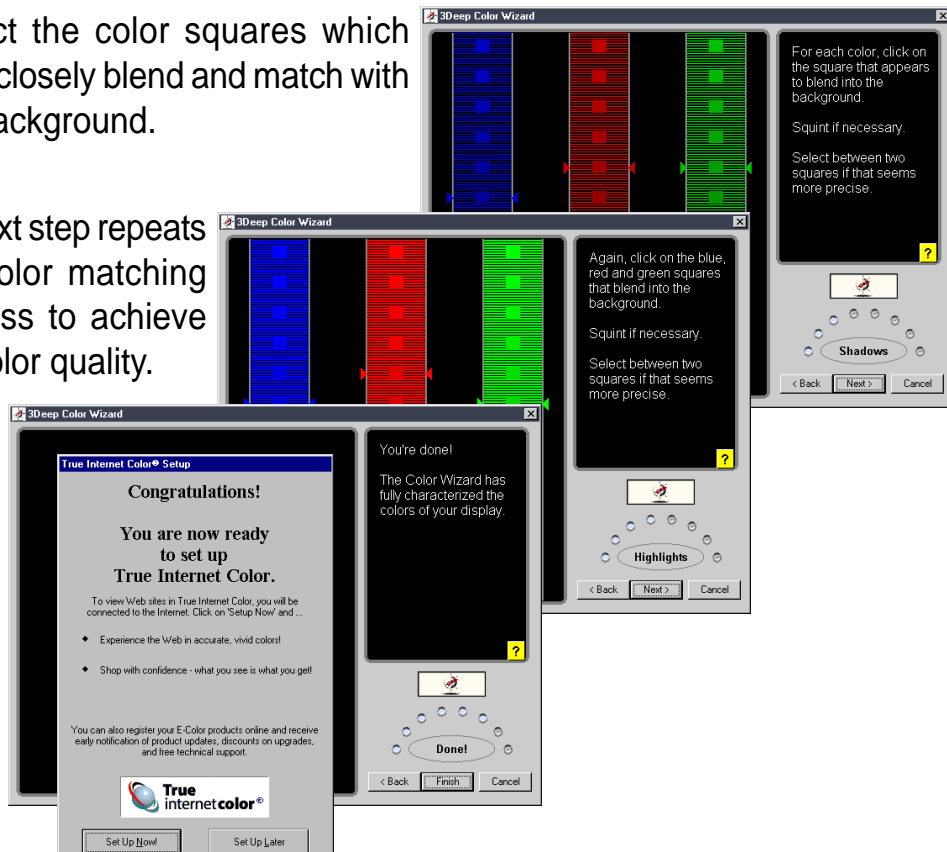 ct the color squares which
closely blend and match with
ackground.
xt step repeats
olor matching
ss to achieve
olor quality.
3Deep Color Wizard
For each color, click on
the square that appears
to blend into the
background.
Squint if necessary.
Select between two
squares if that seems
more precise.
?
Shadows
< Back
Next >
Cancel
3Deep Color Wizard
Again, click on the blue,
red and green squares
that blend into the
background.
Squint if necessary.
Select between two
squares if that seems
more precise.
?
Highlights
< Back
Next >
Cancel
3Deep Color Wizard
True Internet Color® Setup
Congratulations!
You are now ready
to set up
True Internet Color.
To view Web sites in True Internet Color, you will be
connected to the Internet. Click on 'Setup Now' and ...
◆ Experience the Web in accurate, vivid colors!
◆ Shop with confidence - what you see is what you get!
You can also register your E-Color products online and receive
early notification of product updates, discounts on upgrades,
and free technical support.
True
internetcolor®
Set Up Now!
Set Up Later
You're done!
The Color Wizard has
fully characterized the
colors of your display.
?
Done!
< Back
Finish
Cancel